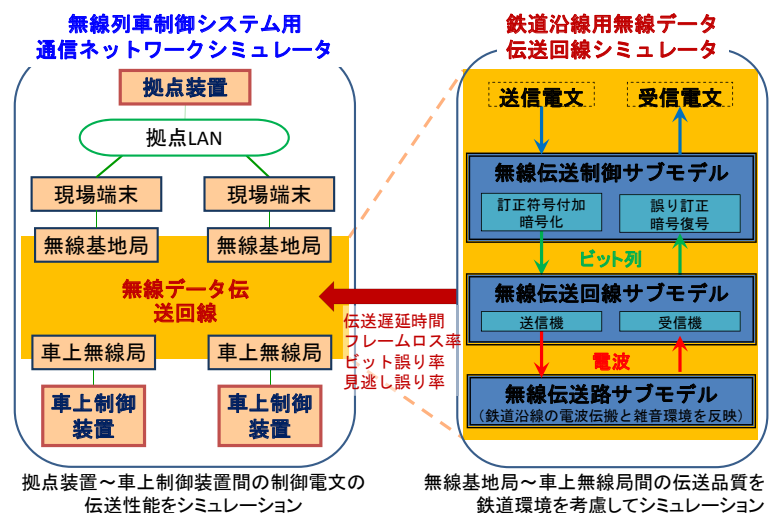 無線列車制御システム用
通信ネットワークシミュレータ
拠点装置
拠点LAN
現場端末
現場端末
無線基地局
無線基地局
無線データ伝
送回線
車上無線局
車上無線局
車上制御
装置
車上制御
装置
拠点装置～車上制御装置間の制御電文の
伝送性能をシミュレーション
伝送遅延時間
フレームロス率
ビット誤り率
見逃し誤り率
鉄道沿線用無線データ
伝送回線シミュレータ
送信電文
受信電文
無線伝送制御サブモデル
訂正符号付加
暗号化
誤り訂正
暗号復号
ビット列
無線伝送回線サブモデル
送信機
受信機
電波
無線伝送路サブモデル
（鉄道沿線の電波伝搬と雑音環境を反映）
無線基地局～車上無線局間の伝送品質を
鉄道環境を考慮してシミュレーション